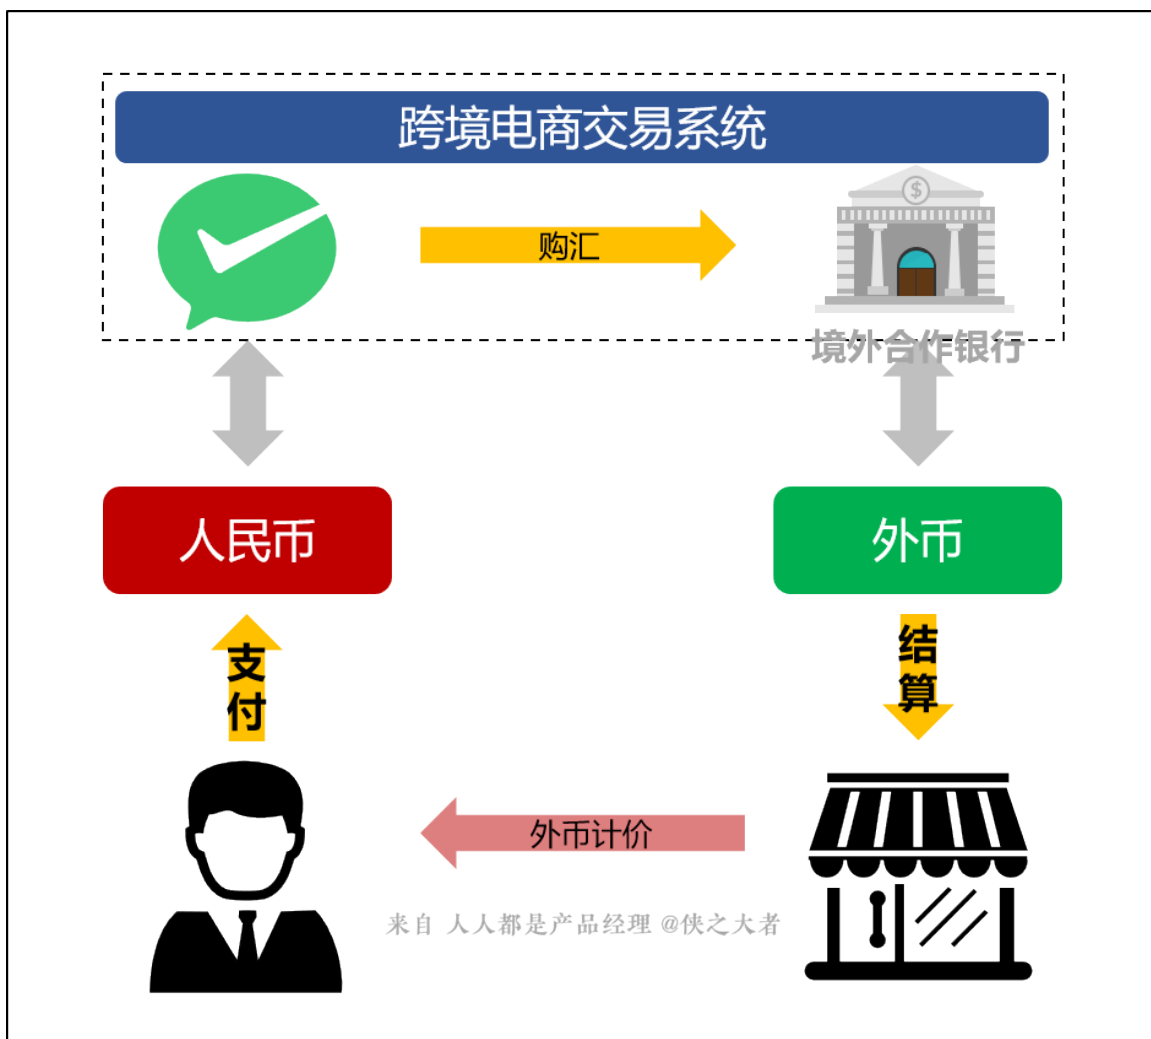 跨境电商交易系统
$
购汇
境外合作银行
人民币
外币
支付
结算
外币计价
来自 人人都是产品经理 @侠之大者